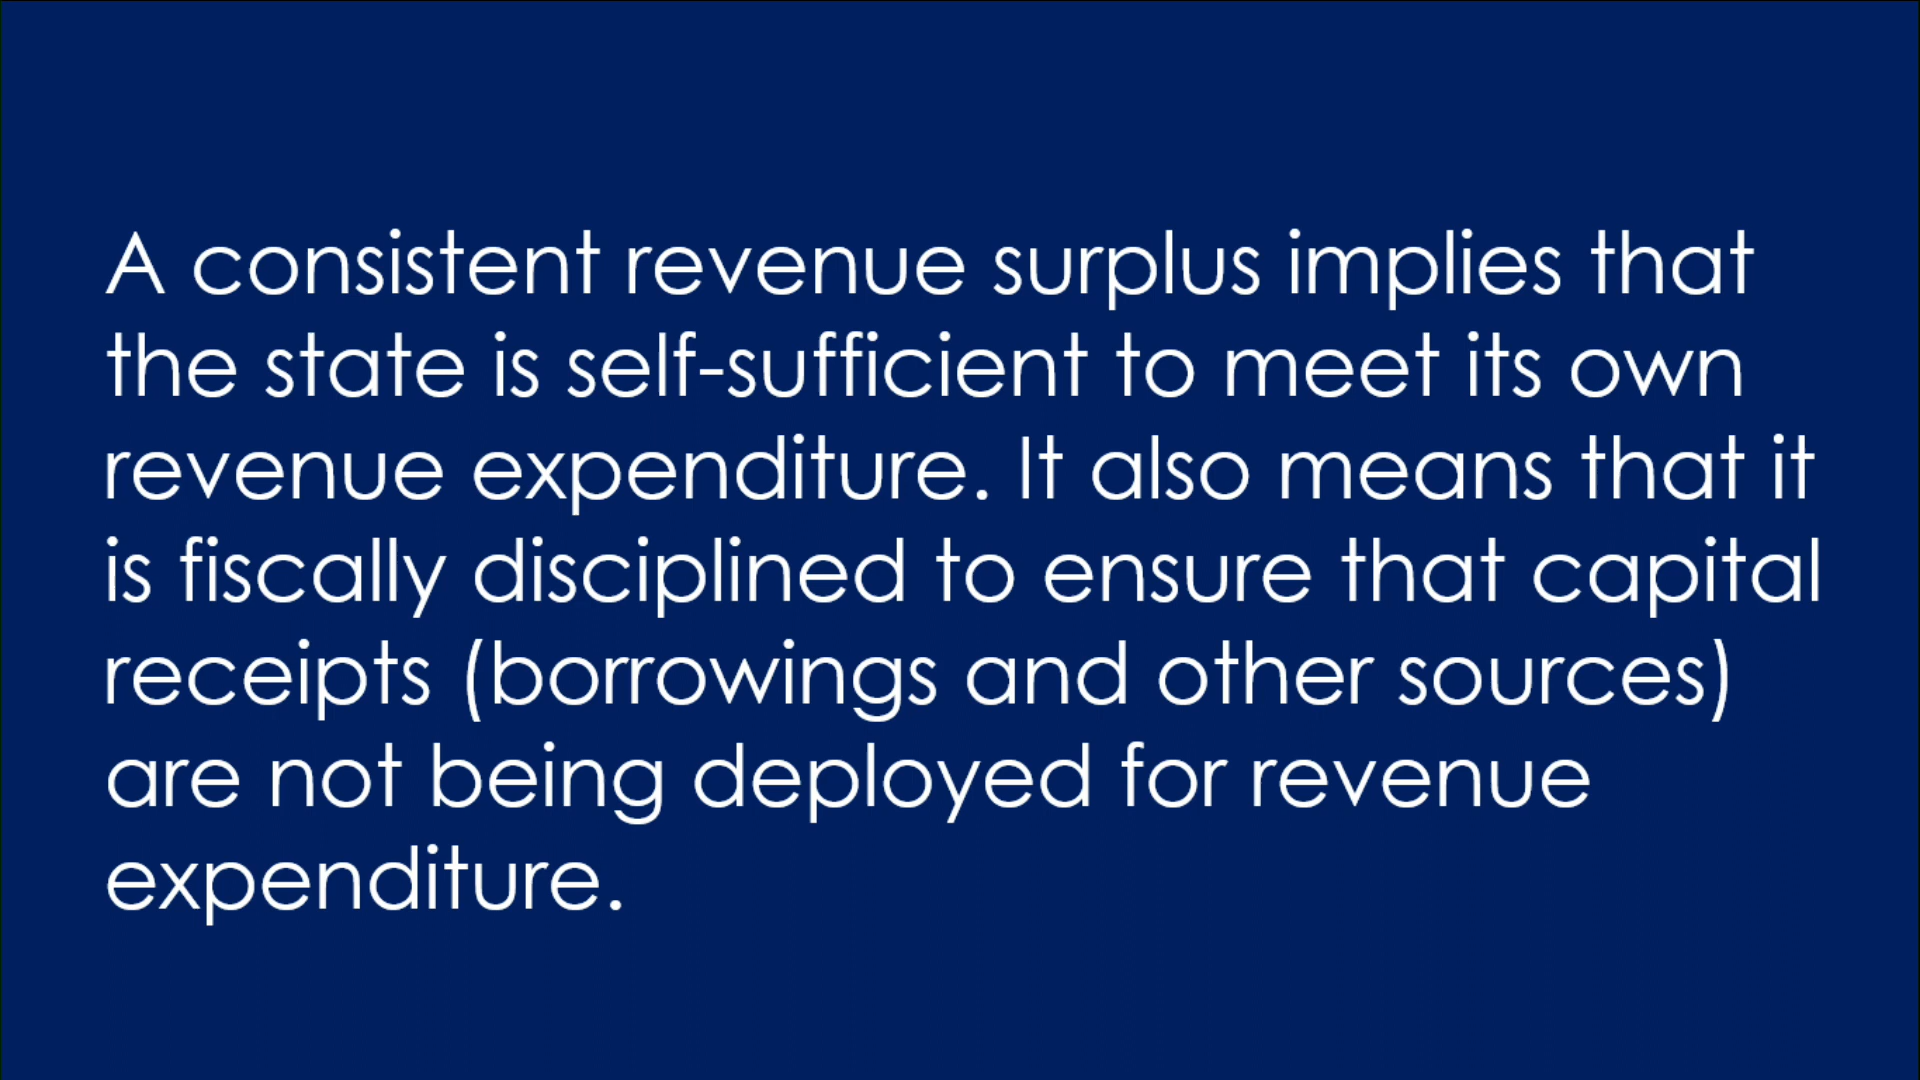 A consistent revenue surplus implies that
the state is self-sufficient to meet its own
revenue expenditure. It also means that it
is fiscally disciplined to ensure that capital
receipts (borrowings and other sources)
are not being deployed for revenue
expenditure.